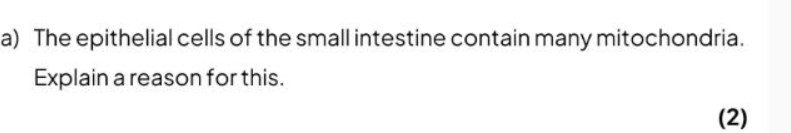 a) The epithelial cells of the small intestine contain many mitochondria.
Explain a reason for this.
(2)